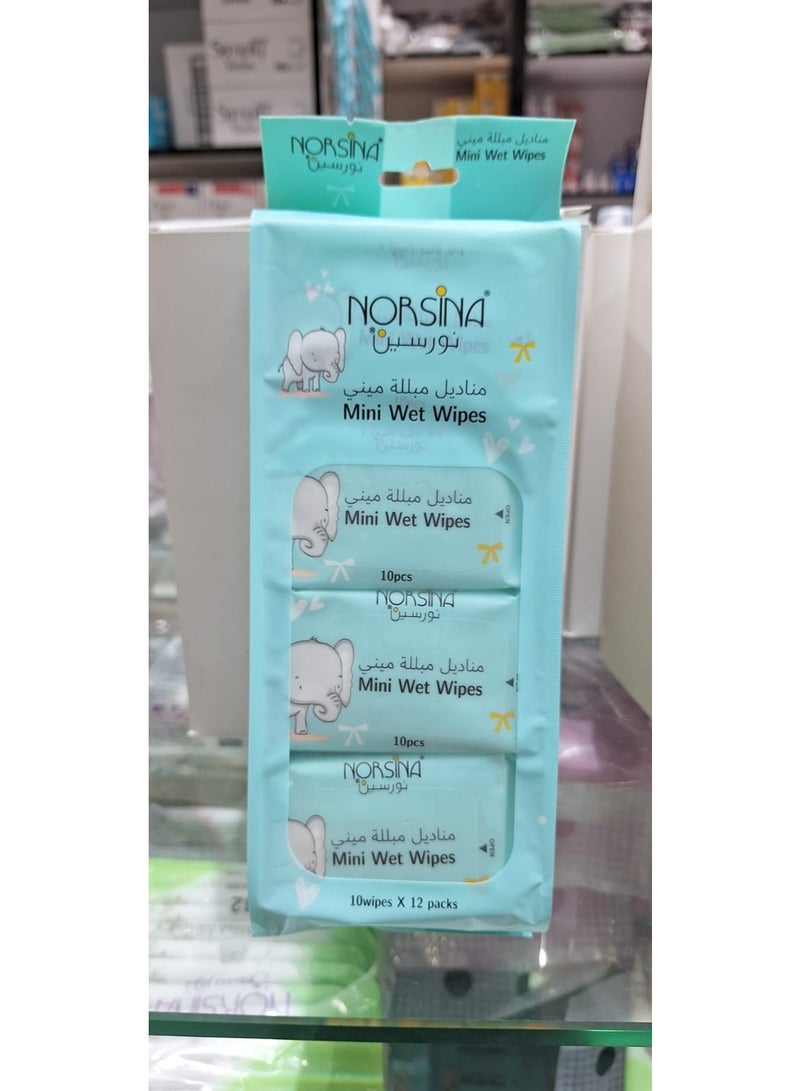 NORSINA
نورسين
مناديل مبللة ميني
Mini Wet Wipes
NORSINA®
نورسين®
مناديل مبللة ميني
Mini Wet Wipes
مناديل مبللة ميني
Mini Wet Wipes
OPEN
10pcs
NORSINA
نورسين
مناديل مبللة ميني
Mini Wet Wipes
10pcs
NORSINA
نورسين
مناديل مبللة ميني
Mini Wet Wipes
OPEN
10wipes X 12 packs
NORSINA